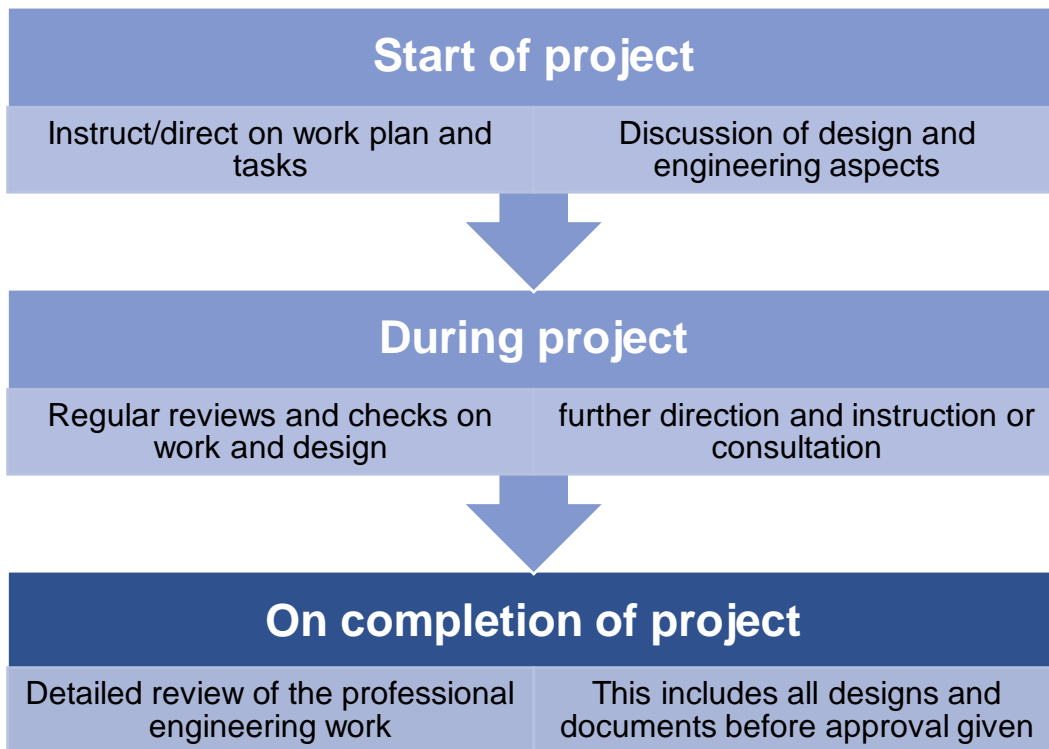 Start of project
Instruct/direct on work plan and
tasks
Discussion of design and
engineering aspects
During project
Regular reviews and checks on
work and design
further direction and instruction or
consultation
On completion of project
Detailed review of the professional
engineering work
This includes all designs and
documents before approval given